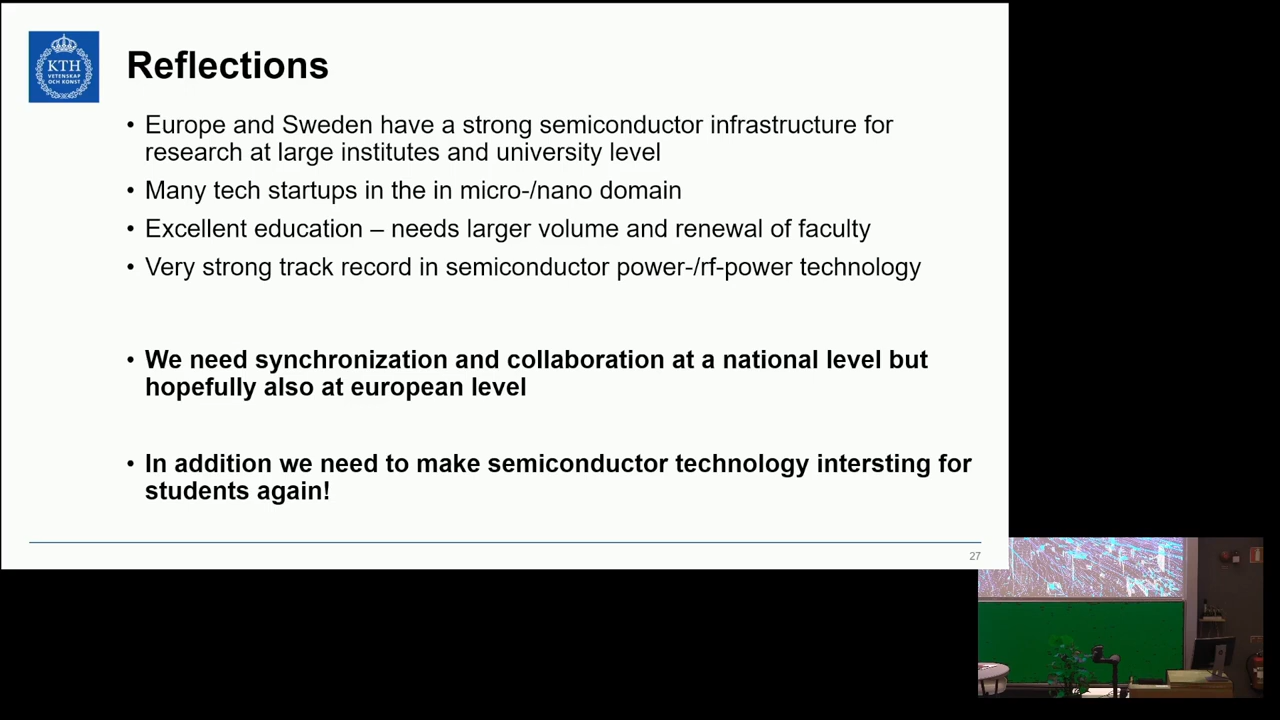 KTH
VETENSKAP
OCH KONST
Reflections
• Europe and Sweden have a strong semiconductor infrastructure for
research at large institutes and university level
• Many tech startups in the in micro-/nano domain
• Excellent education – needs larger volume and renewal of faculty
• Very strong track record in semiconductor power-/rf-power technology
• We need synchronization and collaboration at a national level but
hopefully also at european level
• In addition we need to make semiconductor technology intersting for
students again!
27